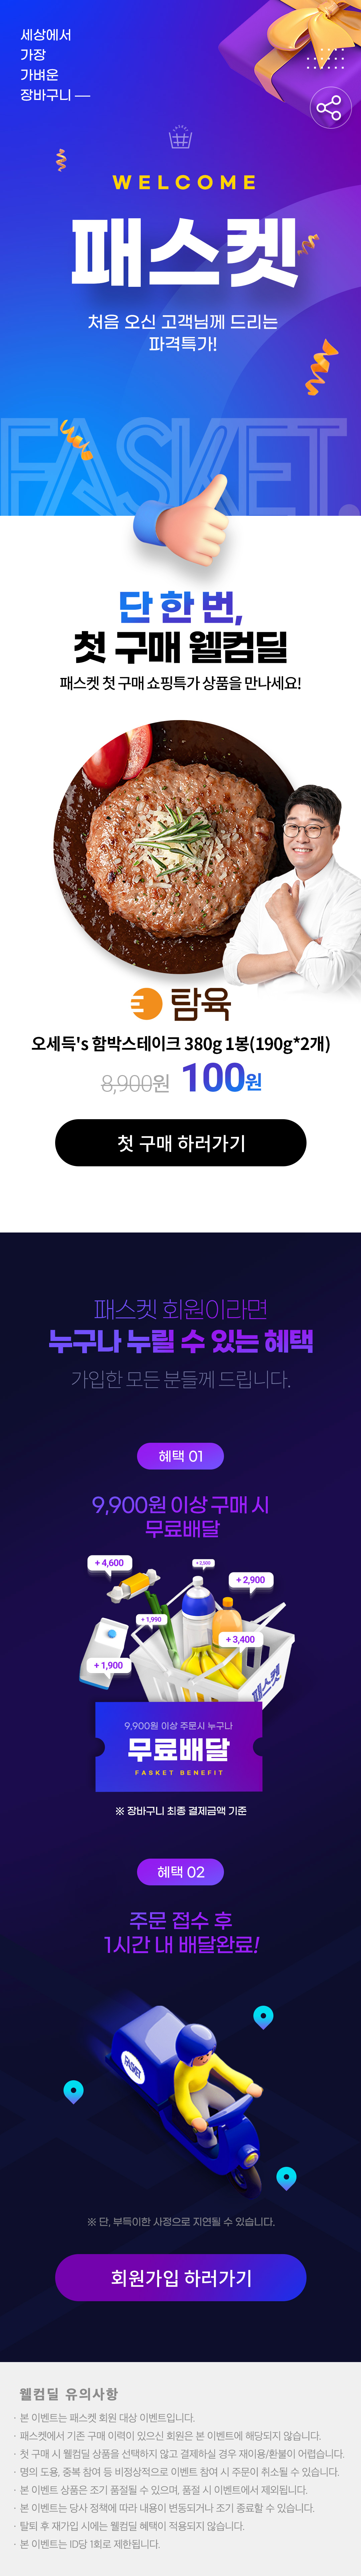 세상에서
가장
가벼운
장바구니 —
WELCOME
패스켓
처음 오신 고객님께 드리는
파격특가!
FASKET
단 한 번,
첫 구매 웰컴딜
패스켓 첫 구매 쇼핑특가 상품을 만나세요!
탐육
오세득's 함박스테이크 380g 1봉(190g*2개)
8,900원 100원
첫 구매 하러가기
패스켓 회원이라면
누구나 누릴 수 있는 혜택
가입한 모든 분들께 드립니다.
혜택 01
9,900원 이상 구매 시
무료배달
+ 4,600
+ 2,500
+ 2,900
+ 1,990
+ 3,400
+ 1,900
패스켓
9,900원 이상 주문시 누구나
무료배달
FASKET BENEFIT
※ 장바구니 최종 결제금액 기준
혜택 02
주문 접수 후
1시간 내 배달완료!
FASKET
※ 단, 부득이한 사정으로 지연될 수 있습니다.
회원가입 하러가기
웰컴딜 유의사항
· 본 이벤트는 패스켓 회원 대상 이벤트입니다.
· 패스켓에서 기존 구매 이력이 있으신 회원은 본 이벤트에 해당되지 않습니다.
· 첫 구매 시 웰컴딜 상품을 선택하지 않고 결제하실 경우 재이용/환불이 어렵습니다.
· 명의 도용, 중복 참여 등 비정상적으로 이벤트 참여 시 주문이 취소될 수 있습니다.
· 본 이벤트 상품은 조기 품절될 수 있으며, 품절 시 이벤트에서 제외됩니다.
· 본 이벤트는 당사 정책에 따라 내용이 변동되거나 조기 종료할 수 있습니다.
· 탈퇴 후 재가입 시에는 웰컴딜 혜택이 적용되지 않습니다.
· 본 이벤트는 ID당 1회로 제한됩니다.